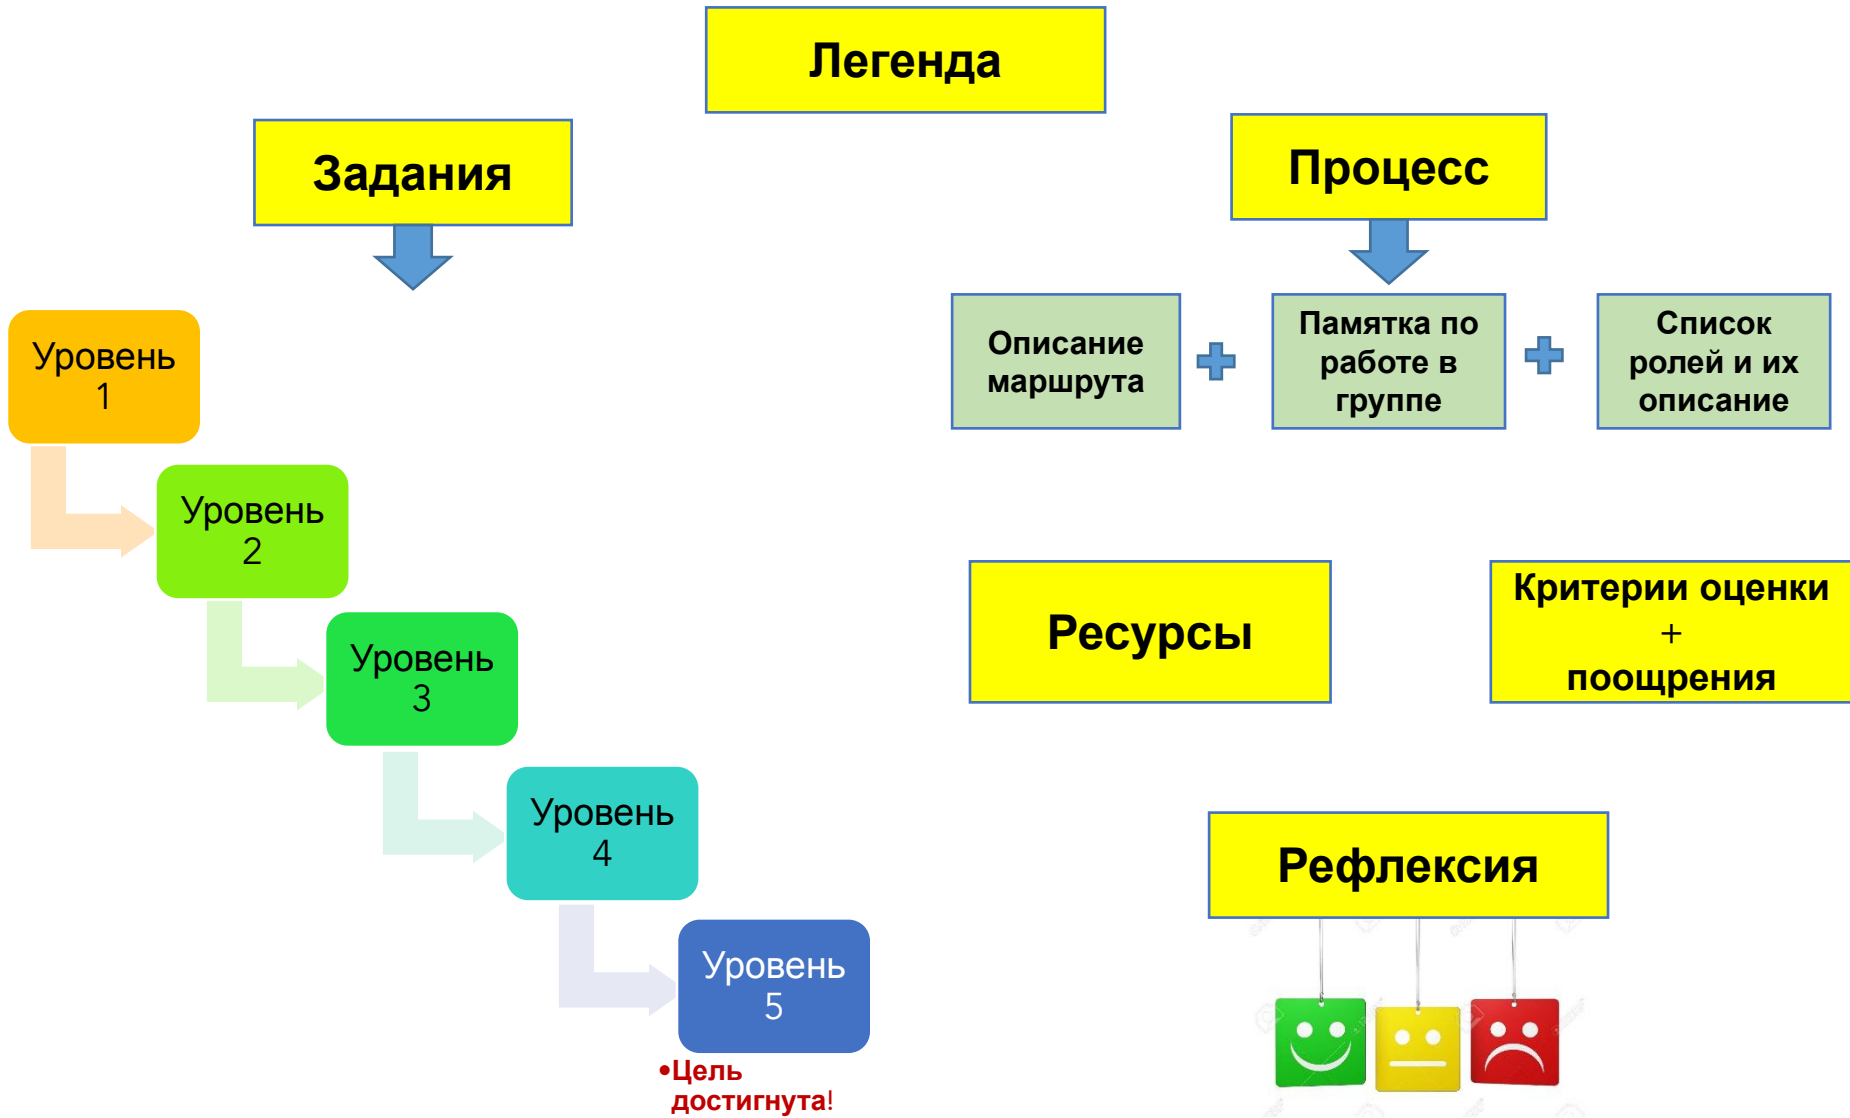 Легенда
Задания
Процесс
Описание
маршрута
Памятка по
работе в
группе
Список
ролей и их
описание
Уровень
1
Уровень
2
Уровень
3
Уровень
4
Уровень
5
•Цель
достигнута!
Ресурсы
Критерии оценки
+
поощрения
Рефлексия